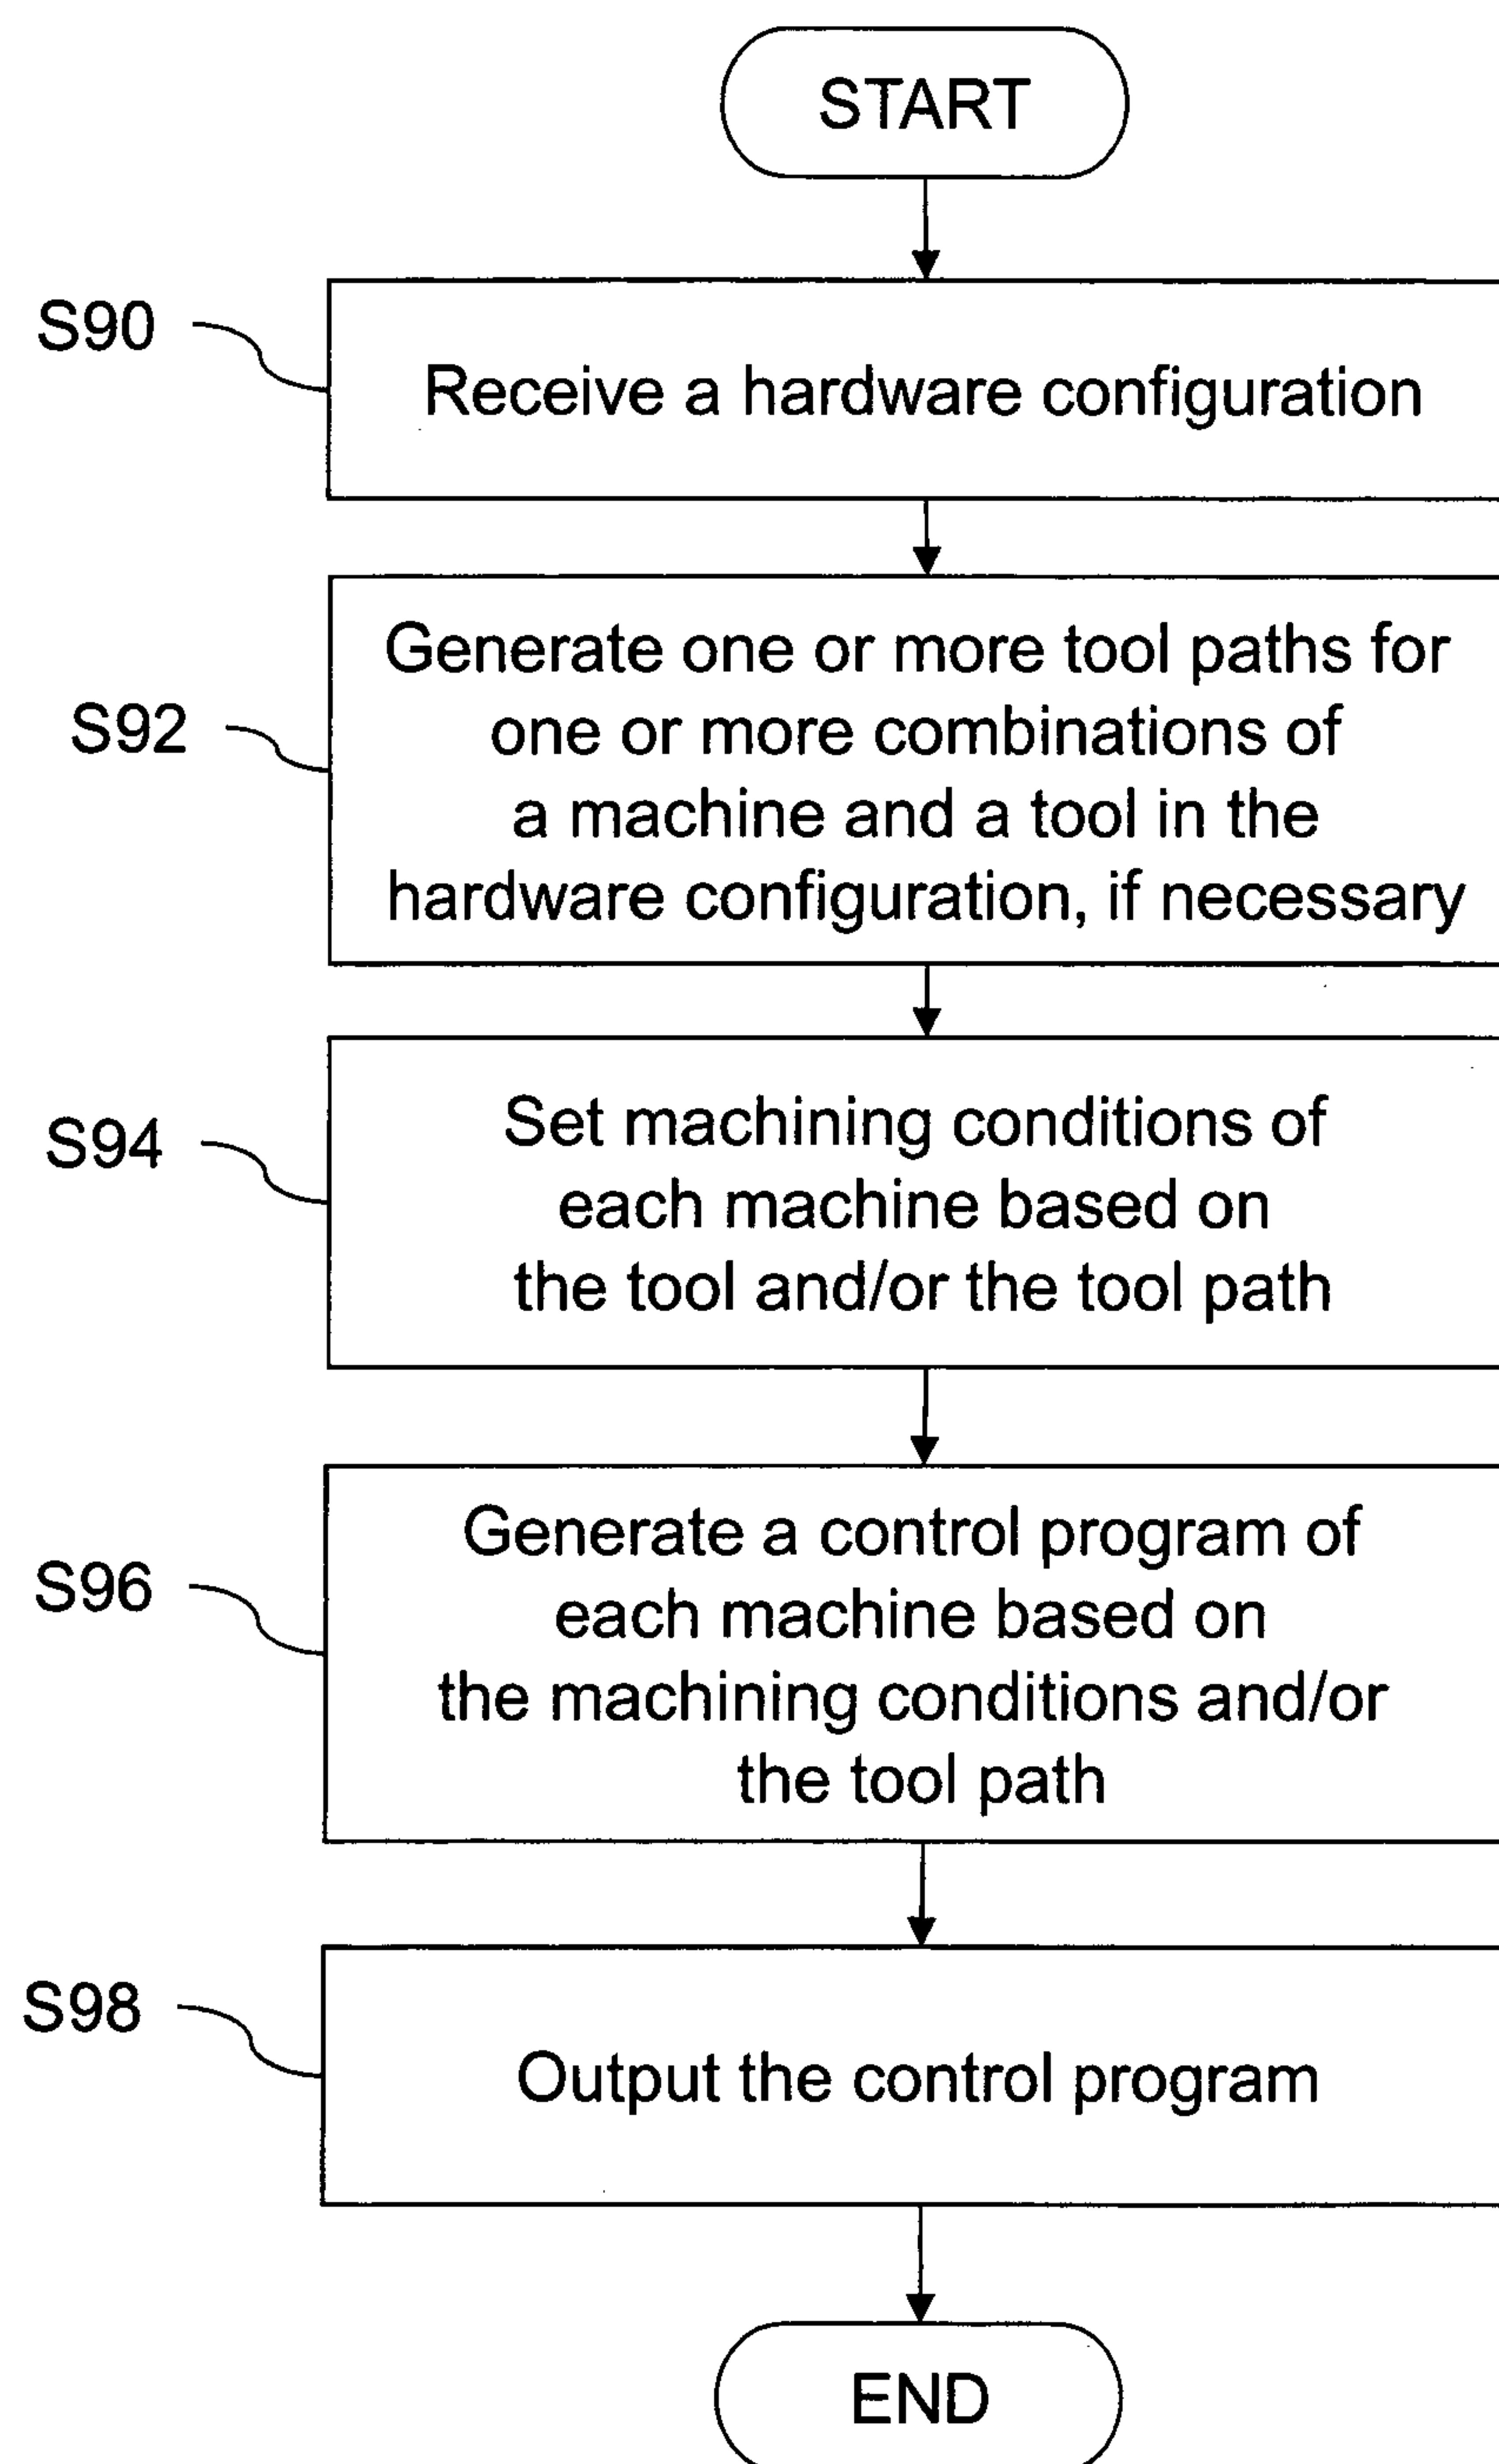 START
S90
Receive a hardware configuration
S92
Generate one or more tool paths for
one or more combinations of
a machine and a tool in the
hardware configuration, if necessary
S94
Set machining conditions of
each machine based on
the tool and/or the tool path
S96
Generate a control program of
each machine based on
the machining conditions and/or
the tool path
S98
Output the control program
END